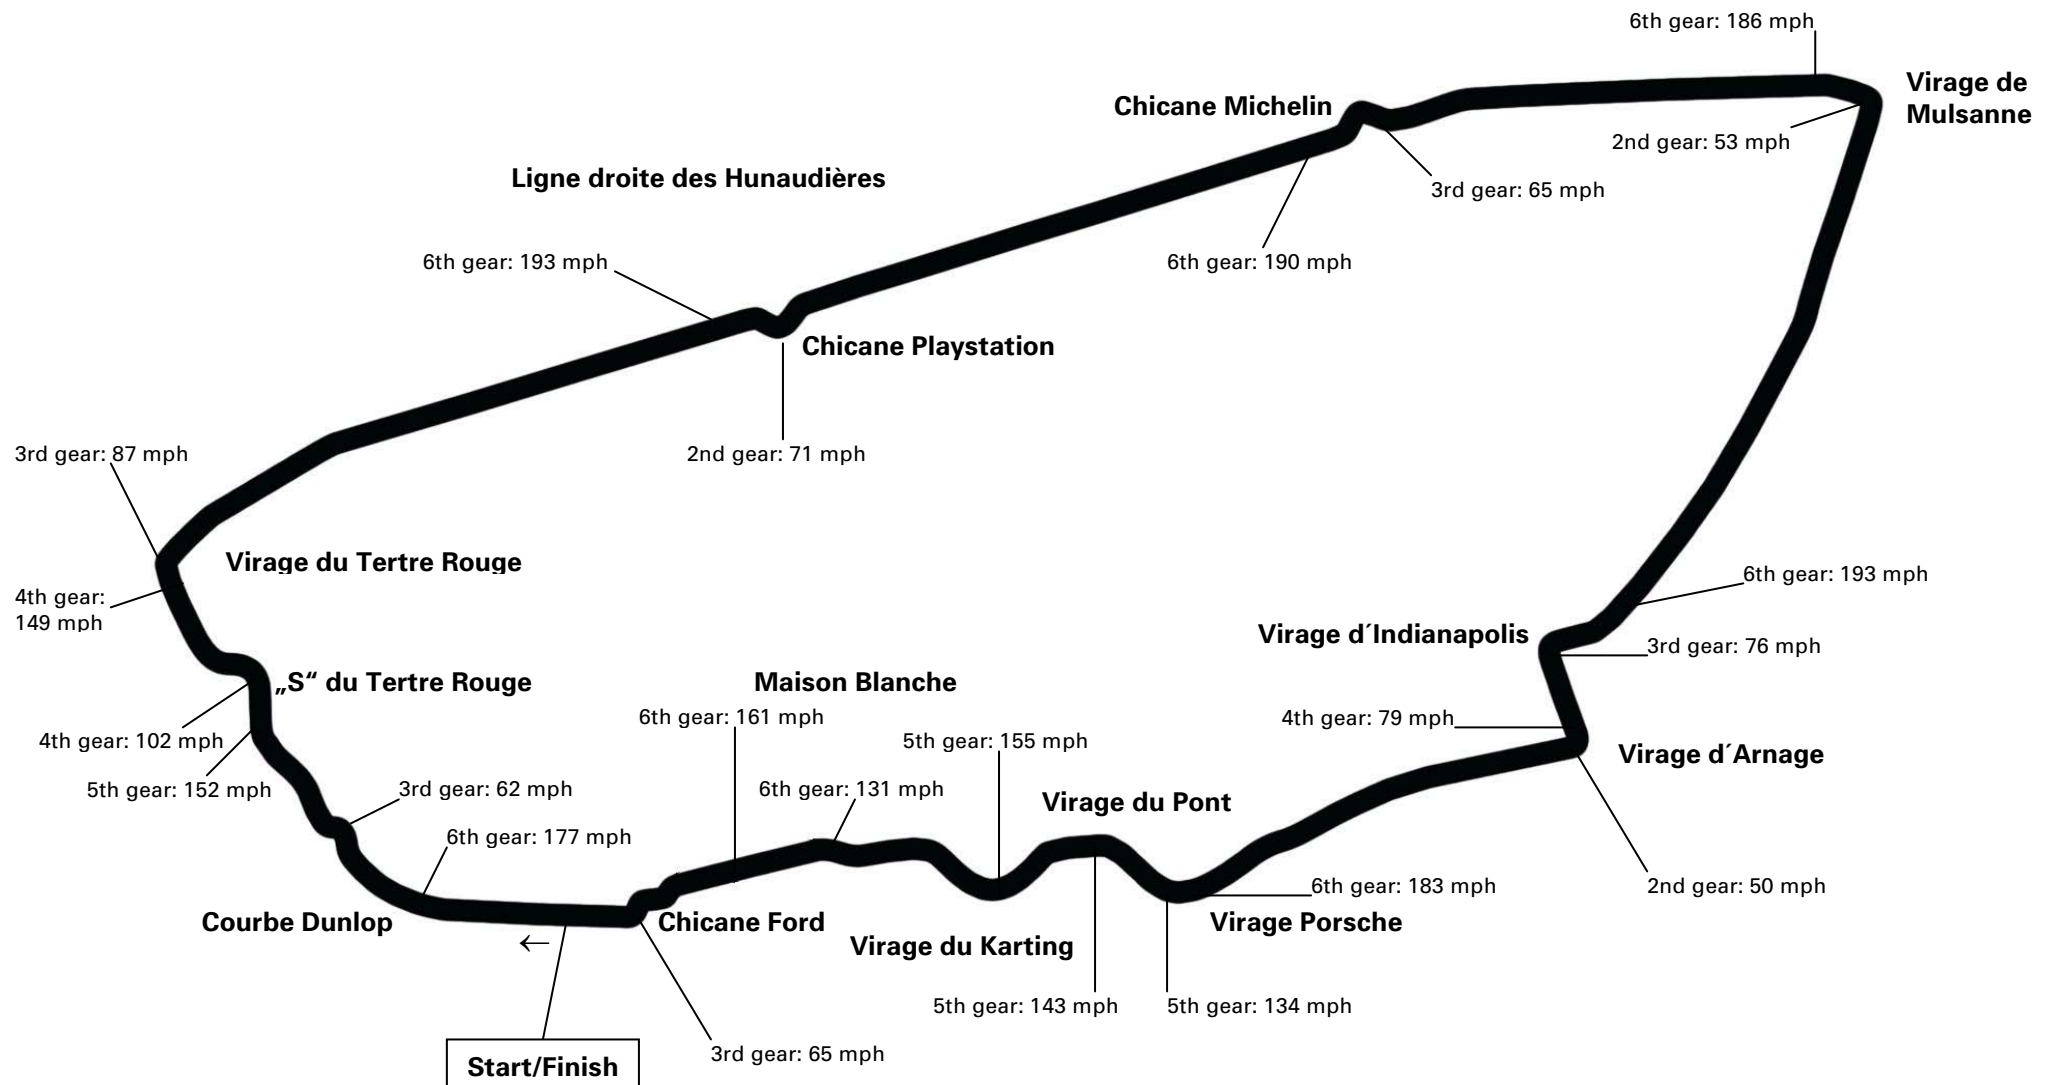 6th gear: 186 mph
Virage de
Mulsanne
Chicane Michelin
2nd gear: 53 mph
Ligne droite des Hunaudières
3rd gear: 65 mph
6th gear: 193 mph
6th gear: 190 mph
Chicane Playstation
3rd gear: 87 mph
2nd gear: 71 mph
Virage du Tertre Rouge
6th gear: 193 mph
4th gear:
149 mph
Virage d´Indianapolis
3rd gear: 76 mph
„S“ du Tertre Rouge
Maison Blanche
6th gear: 161 mph
4th gear: 79 mph
4th gear: 102 mph
5th gear: 155 mph
Virage d´Arnage
5th gear: 152 mph
3rd gear: 62 mph
6th gear: 131 mph
Virage du Pont
6th gear: 177 mph
6th gear: 183 mph
2nd gear: 50 mph
Courbe Dunlop
←
Chicane Ford
Virage Porsche
Virage du Karting
5th gear: 143 mph
5th gear: 134 mph
3rd gear: 65 mph
Start/Finish